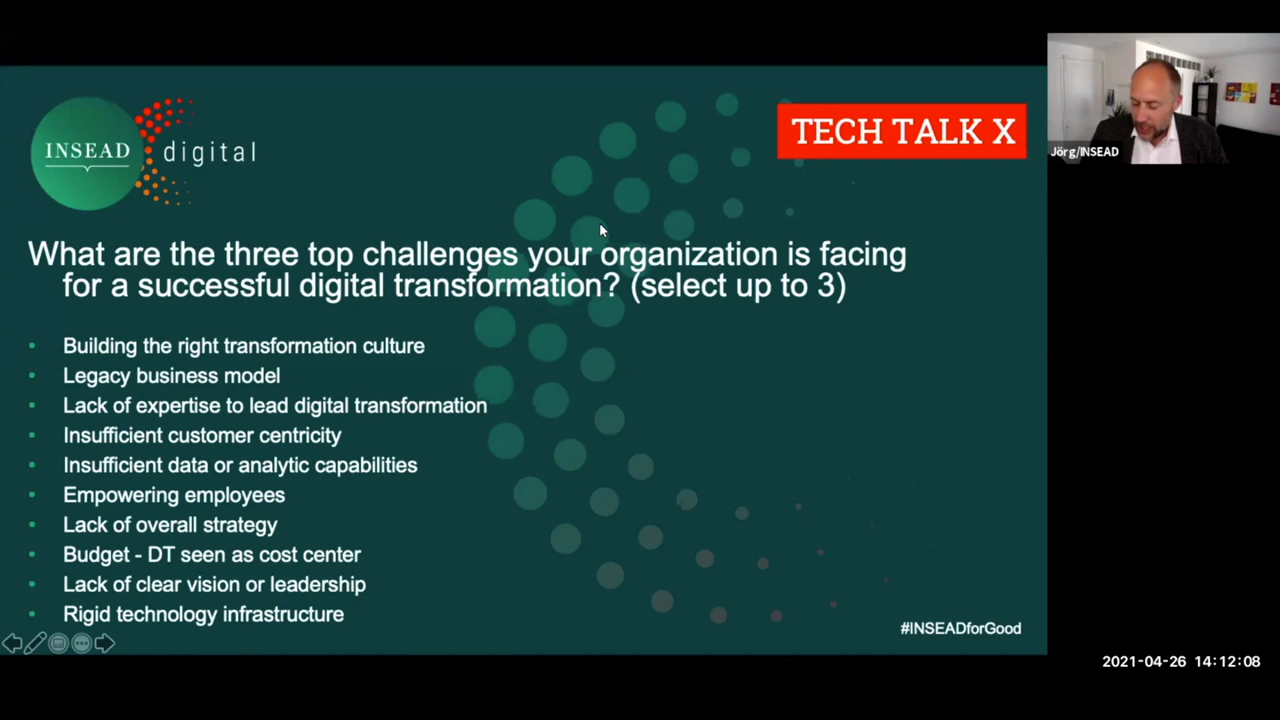 INSEAD
digital
TECH TALK X
Jörg/INSEAD
What are the three top challenges your organization is facing
for a successful digital transformation? (select up to 3)
• Building the right transformation culture
• Legacy business model
• Lack of expertise to lead digital transformation
• Insufficient customer centricity
• Insufficient data or analytic capabilities
• Empowering employees
• Lack of overall strategy
• Budget - DT seen as cost center
• Lack of clear vision or leadership
• Rigid technology infrastructure
#INSEADforGood
2021-04-26 14:12:08